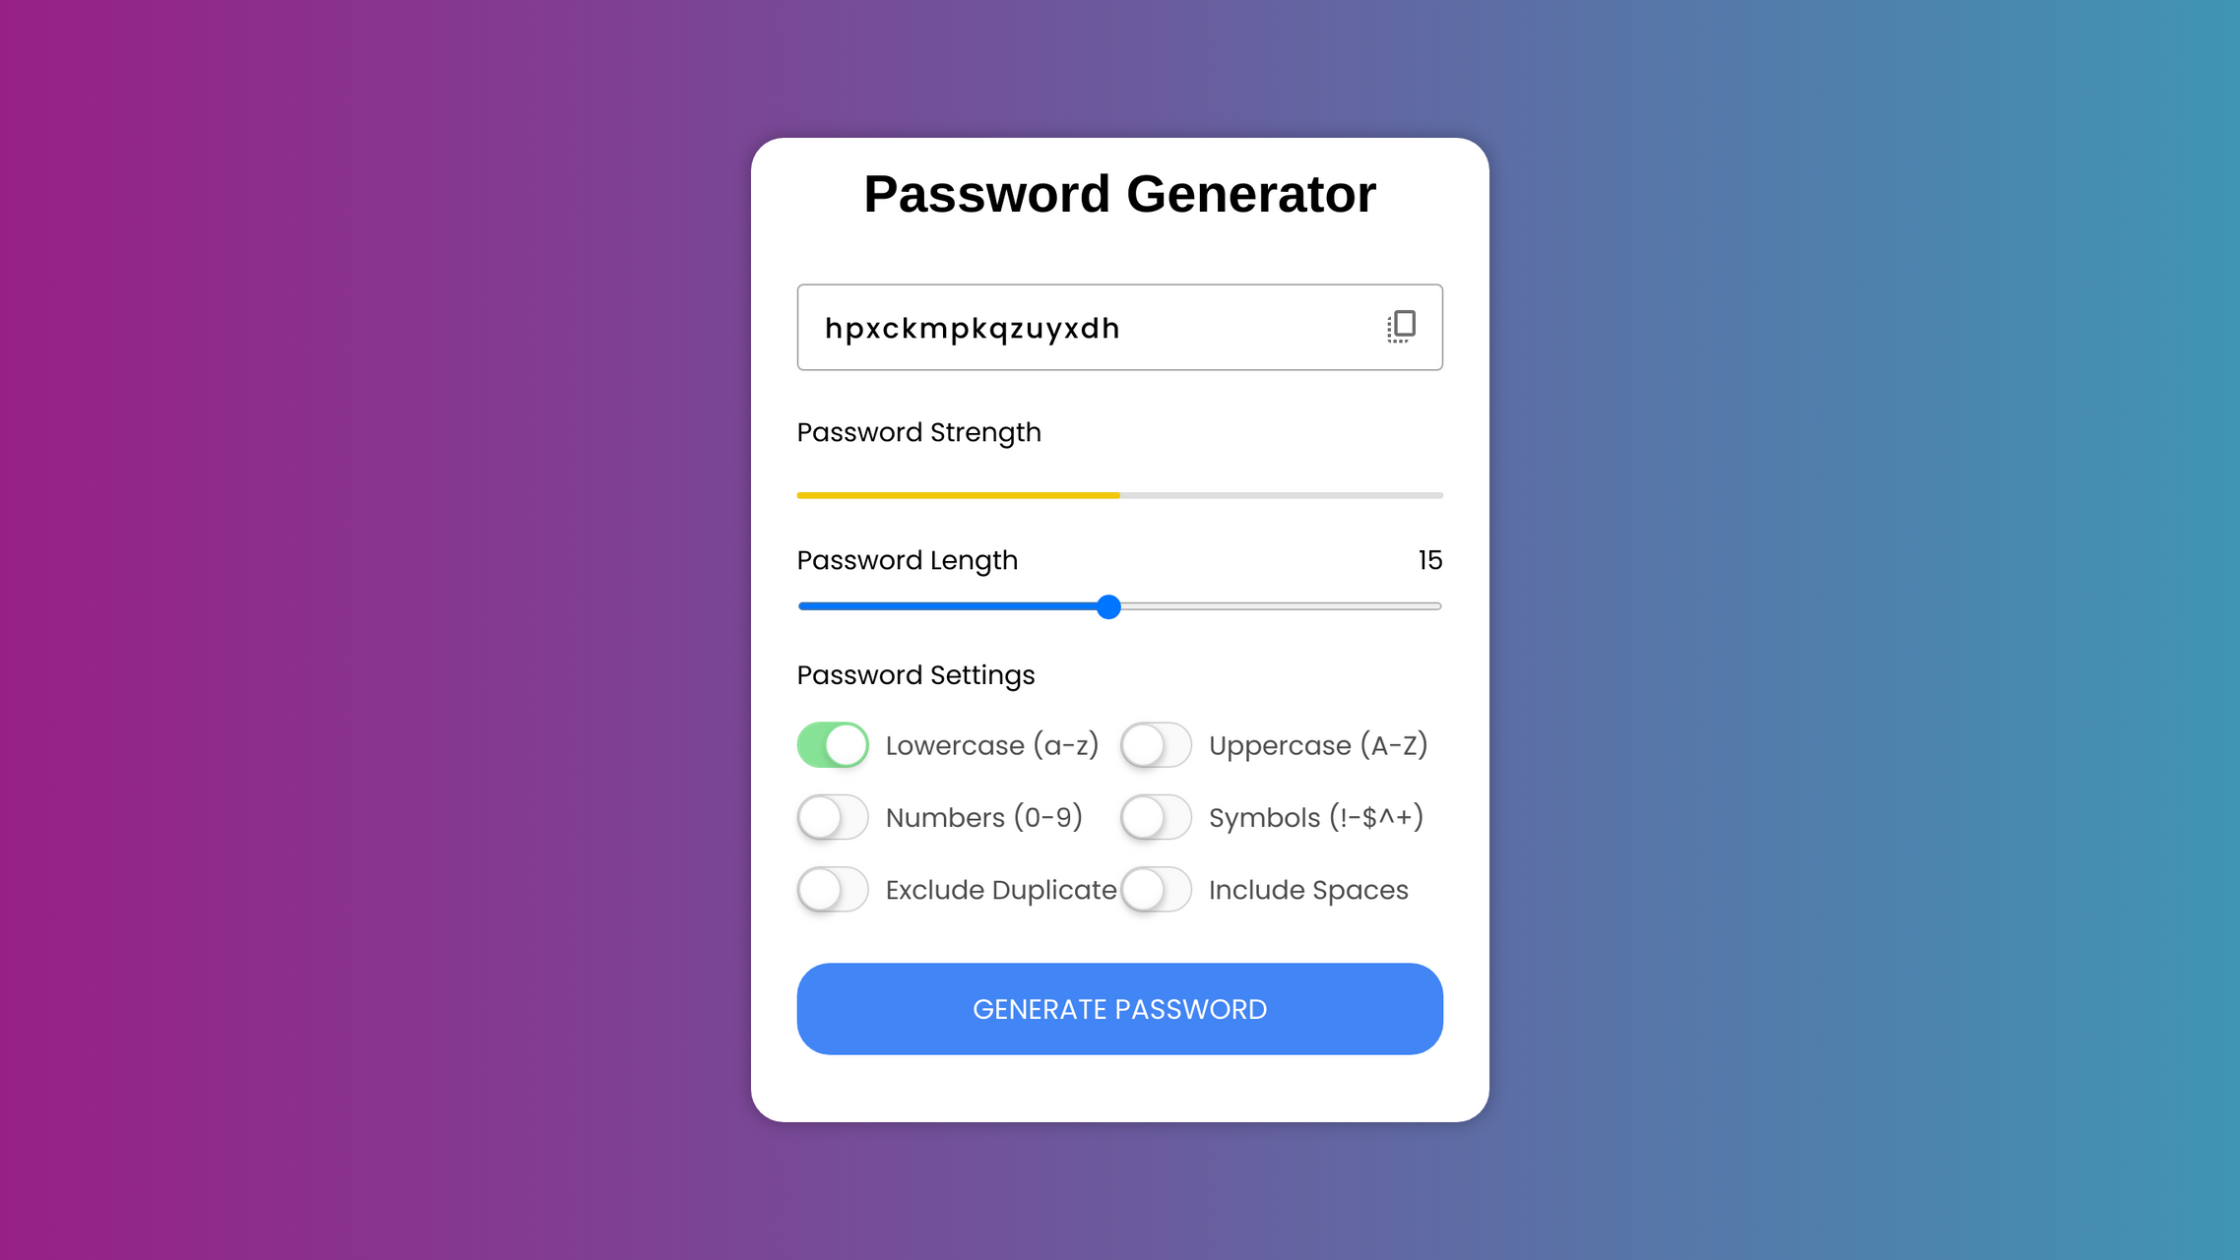 Password Generator
hpxckmpkqzuyxdh
Password Strength
Password Length 15
Password Settings
Lowercase (a-z) Uppercase (A-Z)
Numbers (0-9) Symbols (!-$^+)
Exclude Duplicate Include Spaces
GENERATE PASSWORD